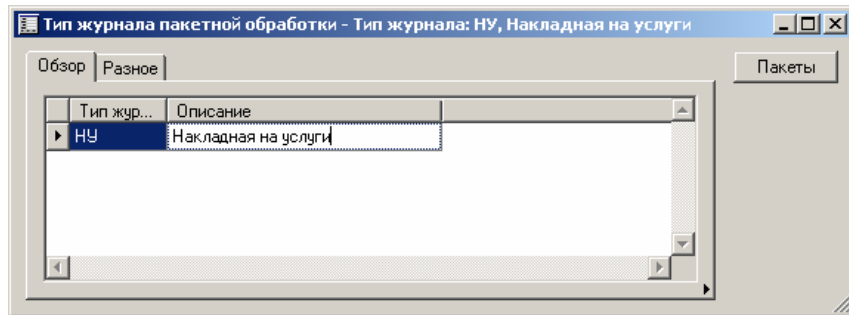 Тип журнала пакетной обработки - Тип журнала: НУ, Накладная на услуги
Обзор Разное Пакеты
Тип жур... Описание
НУ Накладная на услуги